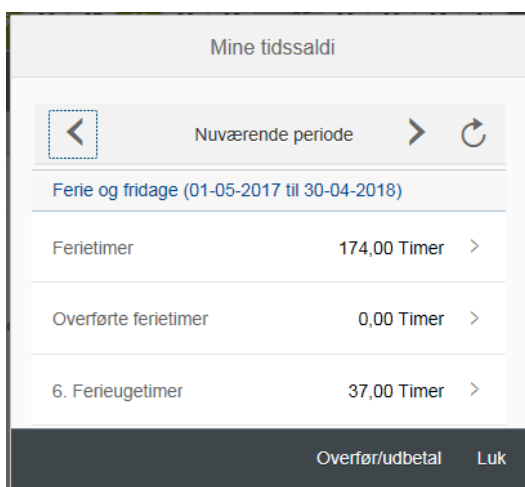 Mine tidssaldi
Nuværende periode
Ferie og fridage (01-05-2017 til 30-04-2018)
Ferietimer 174,00 Timer
Overførte ferietimer 0,00 Timer
6. Ferieugetimer 37,00 Timer
Overfør/udbetal Luk